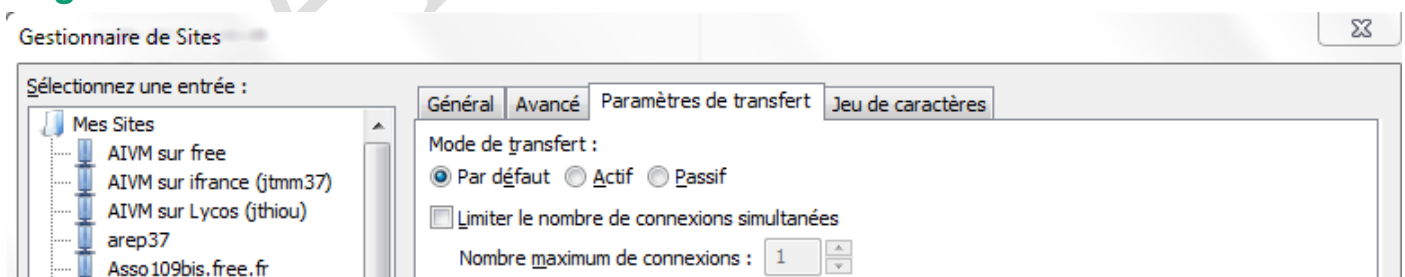 Gestionnaire de Sites
Sélectionnez une entrée :
Mes Sites
AIVM sur free
AIVM sur ifrance (jtmm37)
AIVM sur Lycos (jthiou)
arep37
Asso109bis.free.fr
Général Avancé Paramètres de transfert Jeu de caractères
Mode de transfert :
Par défaut Actif Passif
Limiter le nombre de connexions simultanées
Nombre maximum de connexions : 1